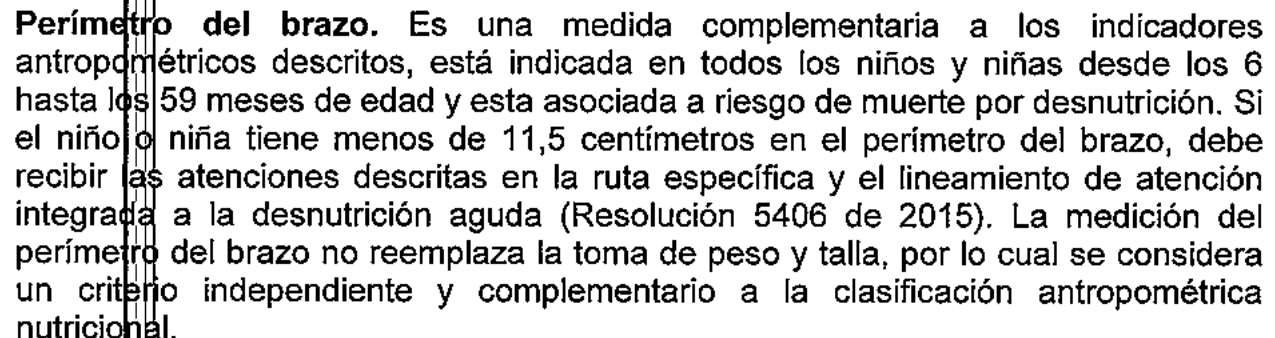 Perímetro del brazo. Es una medida complementaria a los indicadores
antropométricos descritos, está indicada en todos los niños y niñas desde los 6
hasta los 59 meses de edad y esta asociada a riesgo de muerte por desnutrición. Si
el niño o niña tiene menos de 11,5 centímetros en el perímetro del brazo, debe
recibir las atenciones descritas en la ruta específica y el lineamiento de atención
integrada a la desnutrición aguda (Resolución 5406 de 2015). La medición del
perímetro del brazo no reemplaza la toma de peso y talla, por lo cual se considera
un criterio independiente y complementario a la clasificación antropométrica
nutricional.